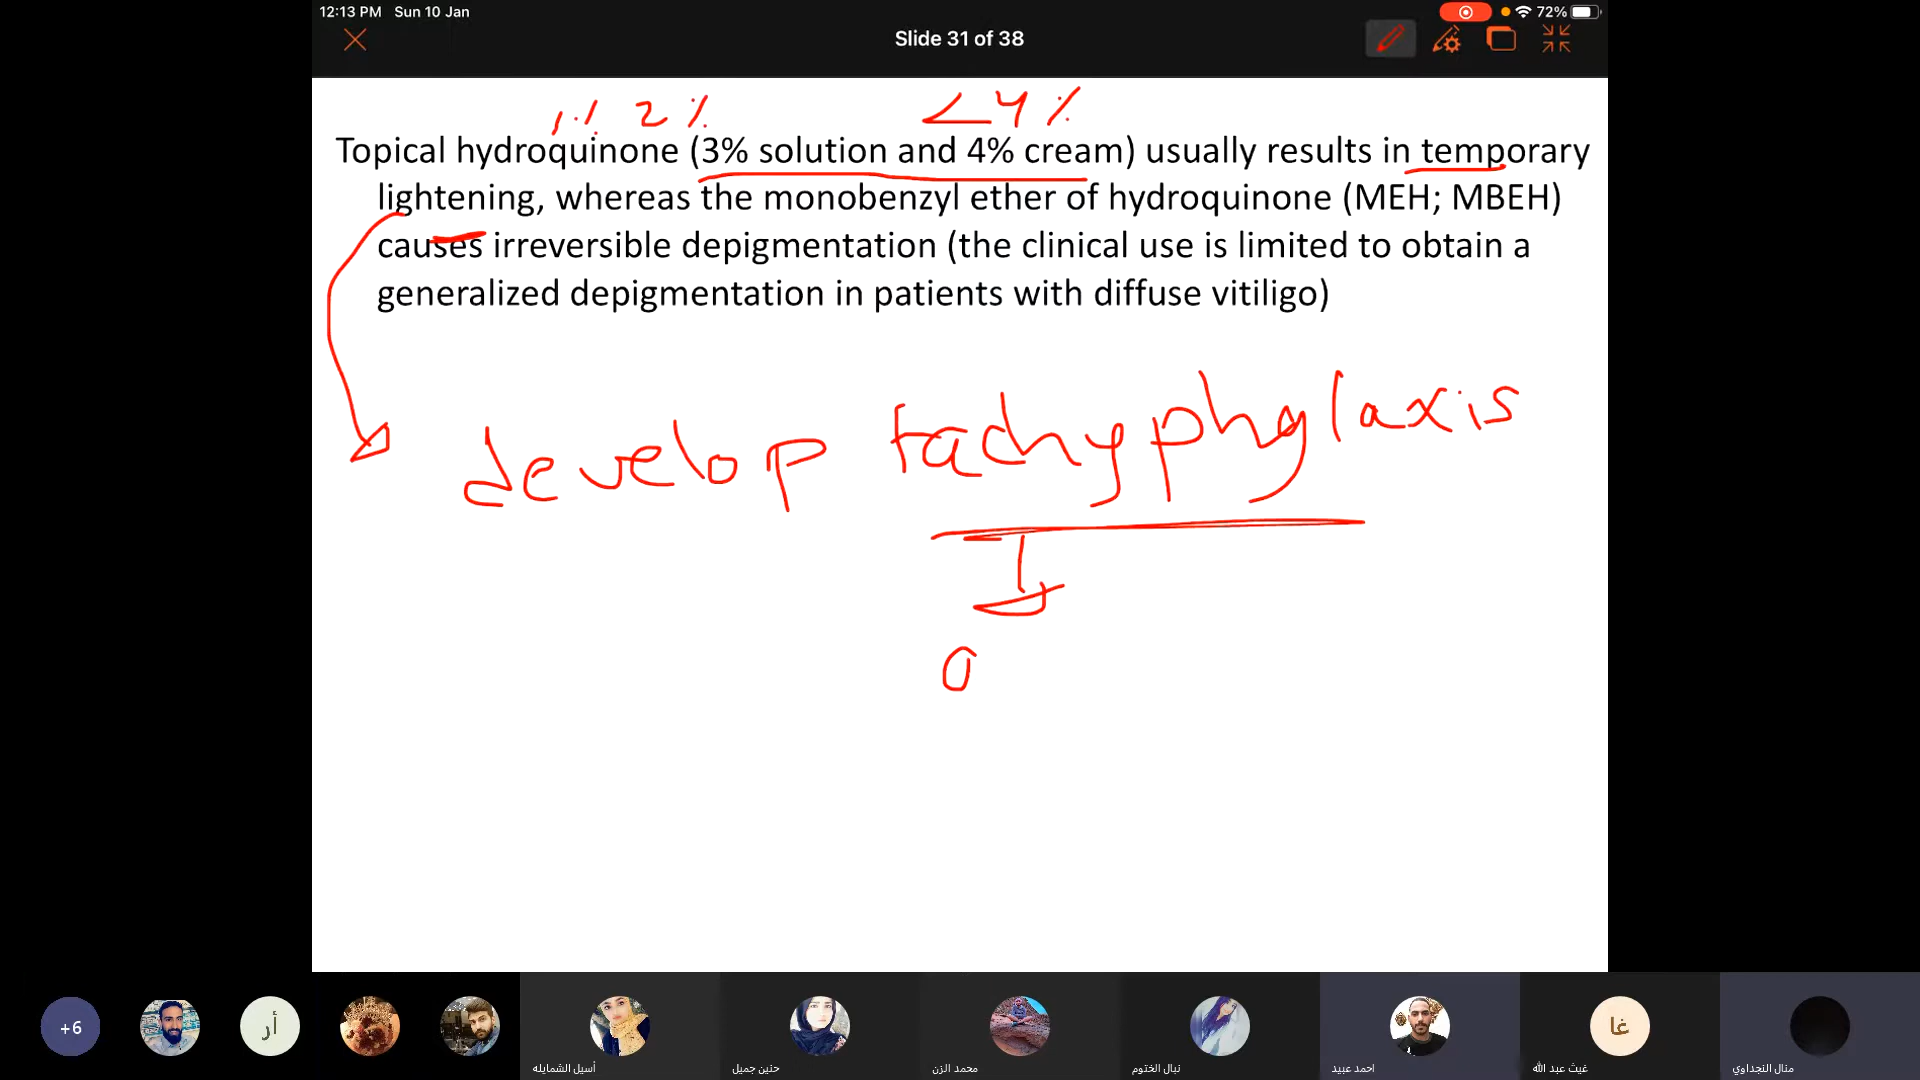 12:13 PM Sun 10 Jan
72%
Slide 31 of 38
1% 2% <4%
Topical hydroquinone (3% solution and 4% cream) usually results in temporary
lightening, whereas the monobenzyl ether of hydroquinone (MEH; MBEH)
causes irreversible depigmentation (the clinical use is limited to obtain a
generalized depigmentation in patients with diffuse vitiligo)
develop tachyphylaxis
0
+6
أر
غا
أسيل الشمايله
حنين جميل
محمد الزن
نبال الختوم
احمد عبيد
غيث عبد الله
منال النجداوي